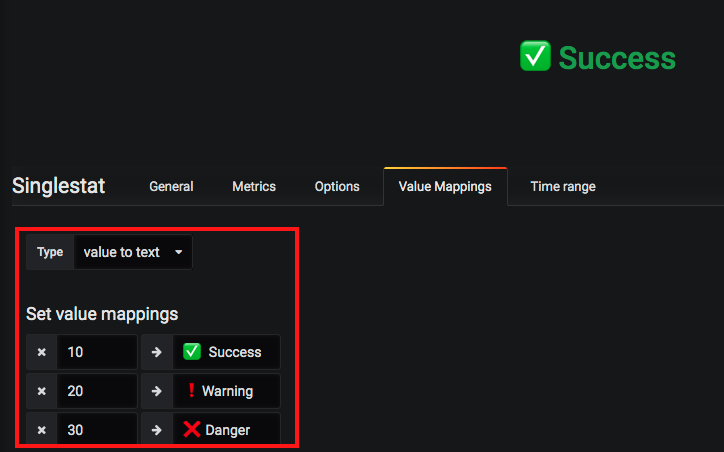 ✅ Success
Singlestat General Metrics Options Value Mappings Time range
Type value to text
Set value mappings
× 10 → ✅ Success
× 20 → ❗ Warning
× 30 → ❌ Danger